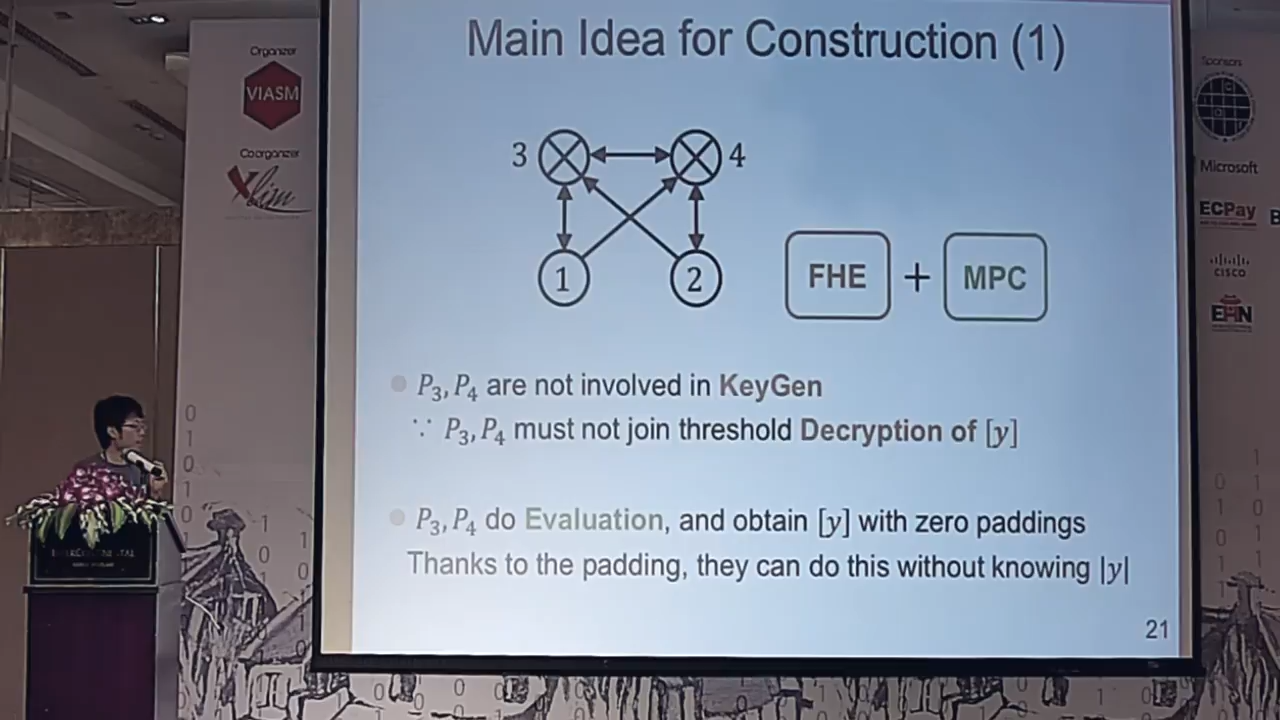 Main Idea for Construction (1)
Organizer
VIASM
Coorganizer
Xlim
3
4
1
2
FHE + MPC
P₃, P₄ are not involved in KeyGen
∵ P₃, P₄ must not join threshold Decryption of [y]
P₃, P₄ do Evaluation, and obtain [y] with zero paddings
Thanks to the padding, they can do this without knowing |y|
21
Sponsors
Microsoft
ECPay
CISCO